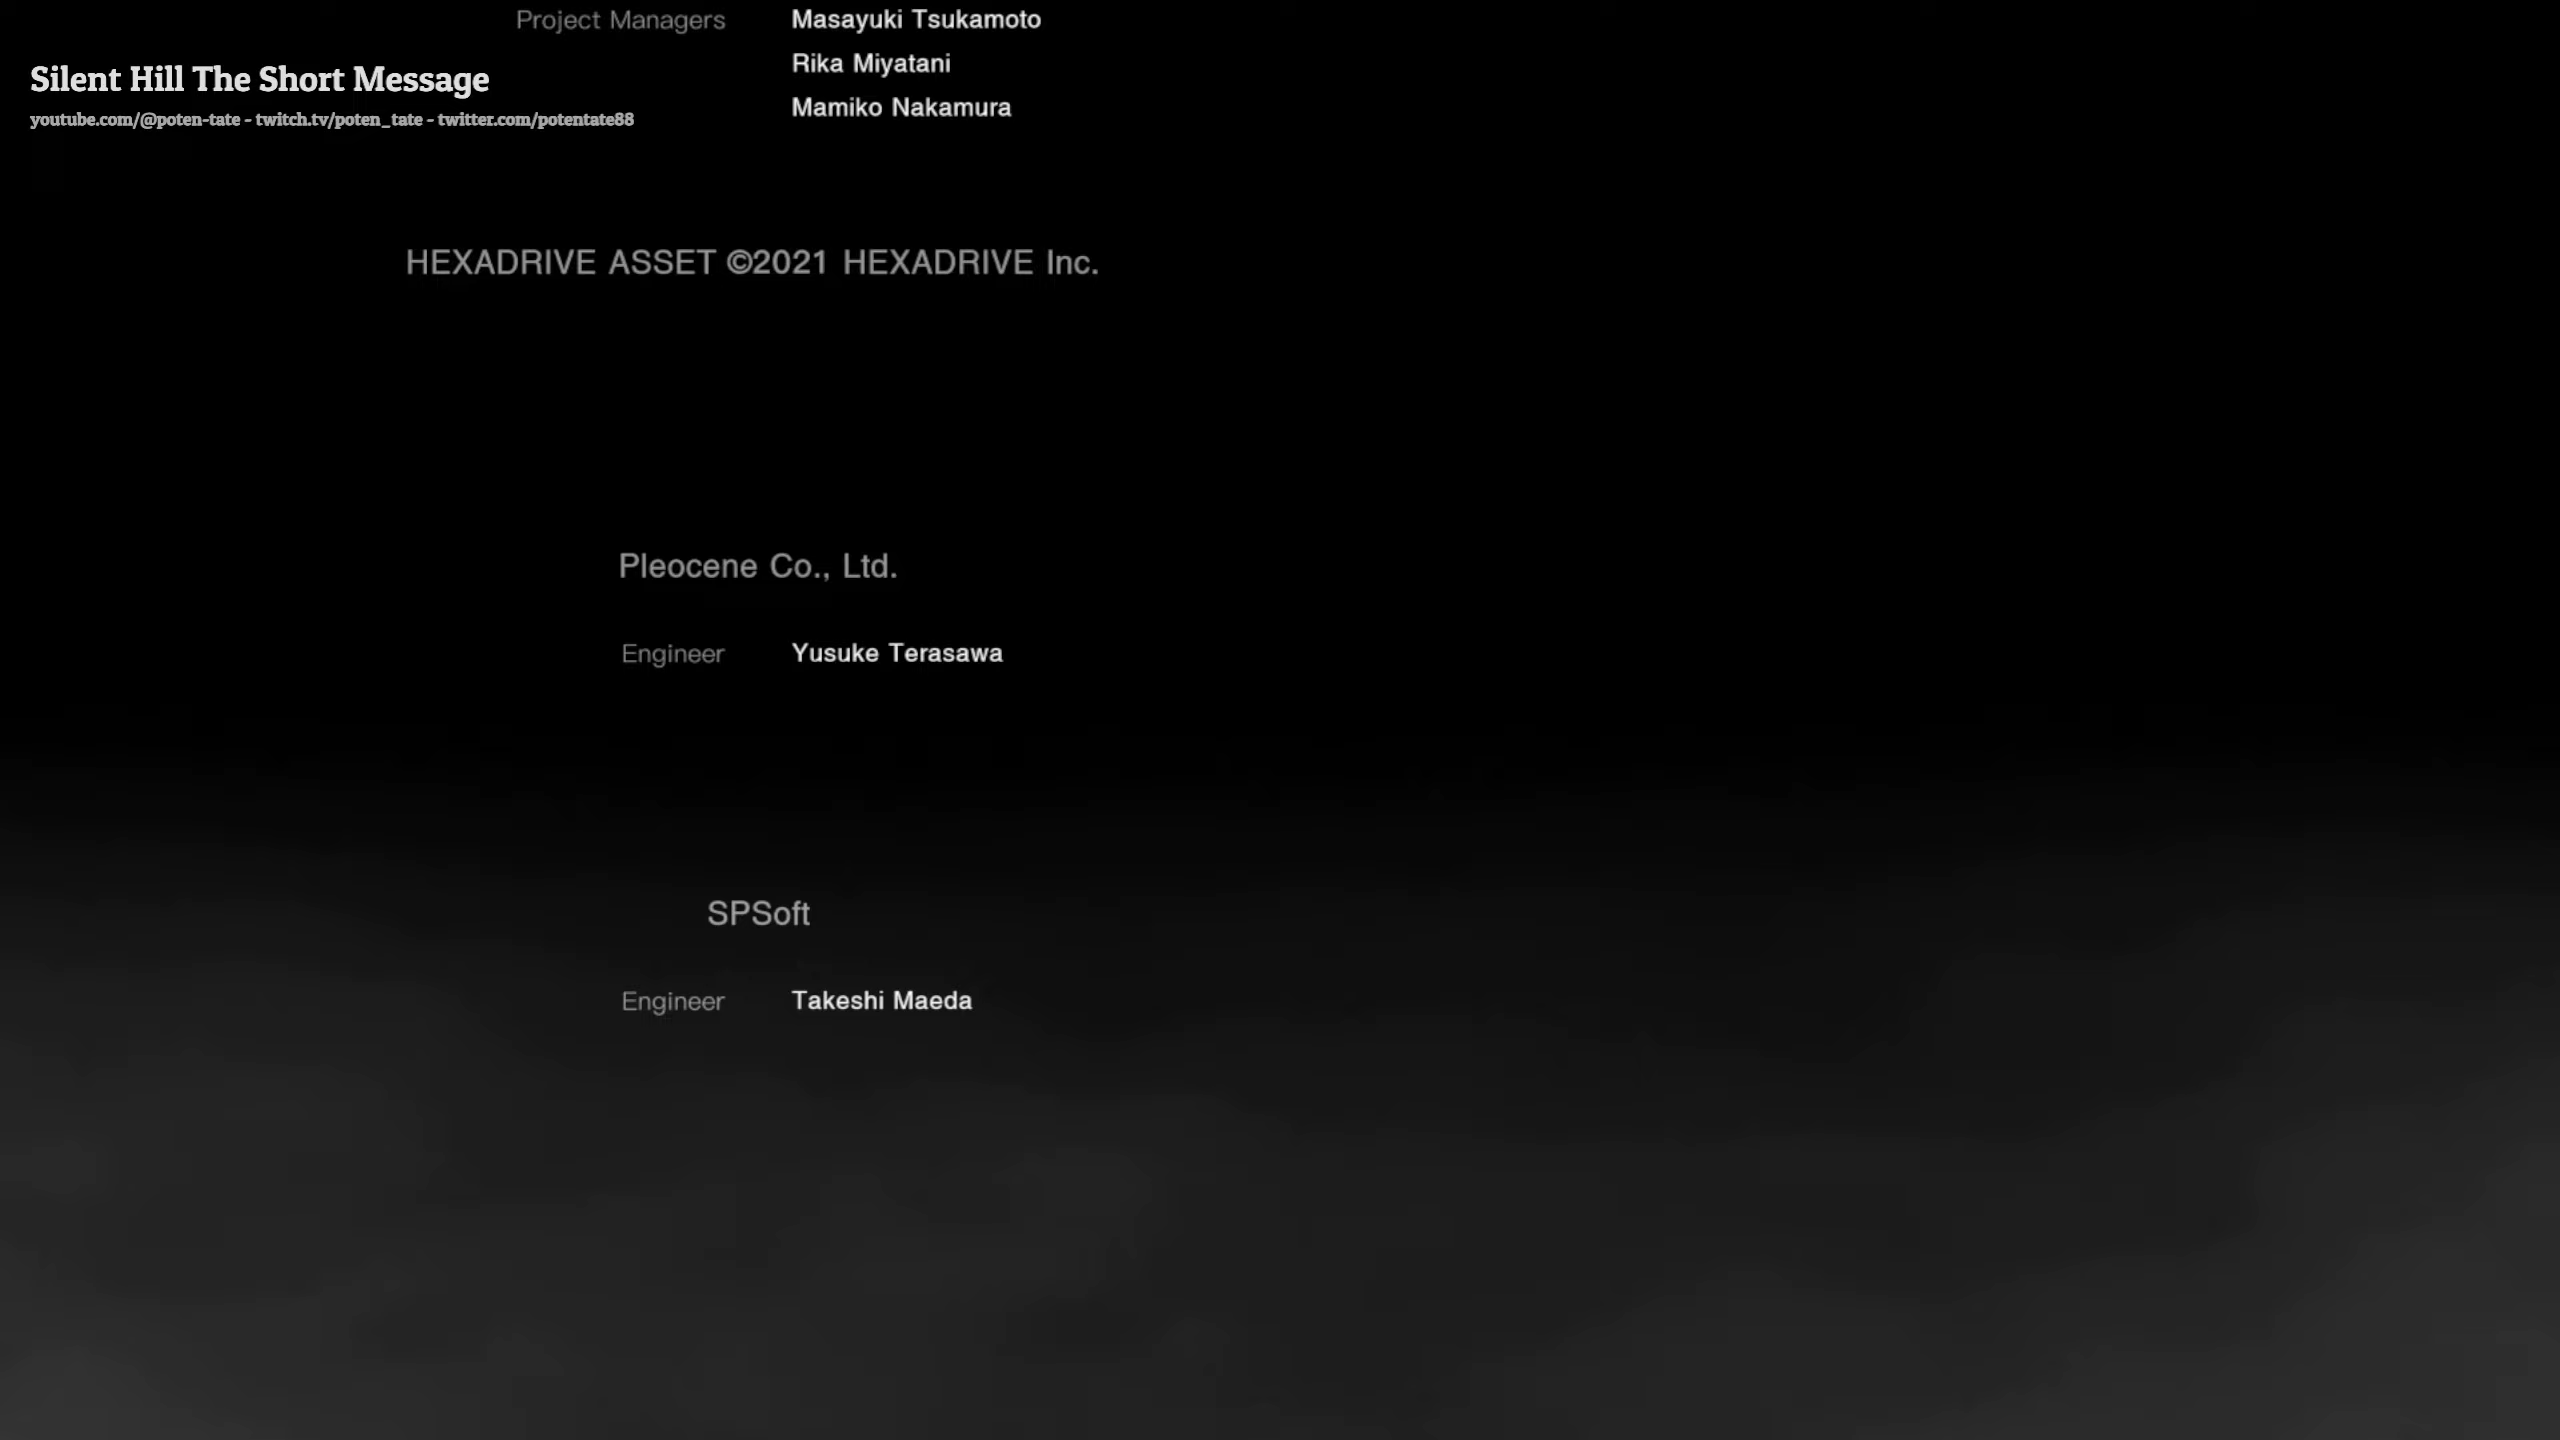 Project Managers Masayuki Tsukamoto
Rika Miyatani
Mamiko Nakamura
Silent Hill The Short Message
youtube.com/@poten-tate - twitch.tv/poten_tate - twitter.com/potentate88
HEXADRIVE ASSET ©2021 HEXADRIVE Inc.
Pleocene Co., Ltd.
Engineer Yusuke Terasawa
SPSoft
Engineer Takeshi Maeda